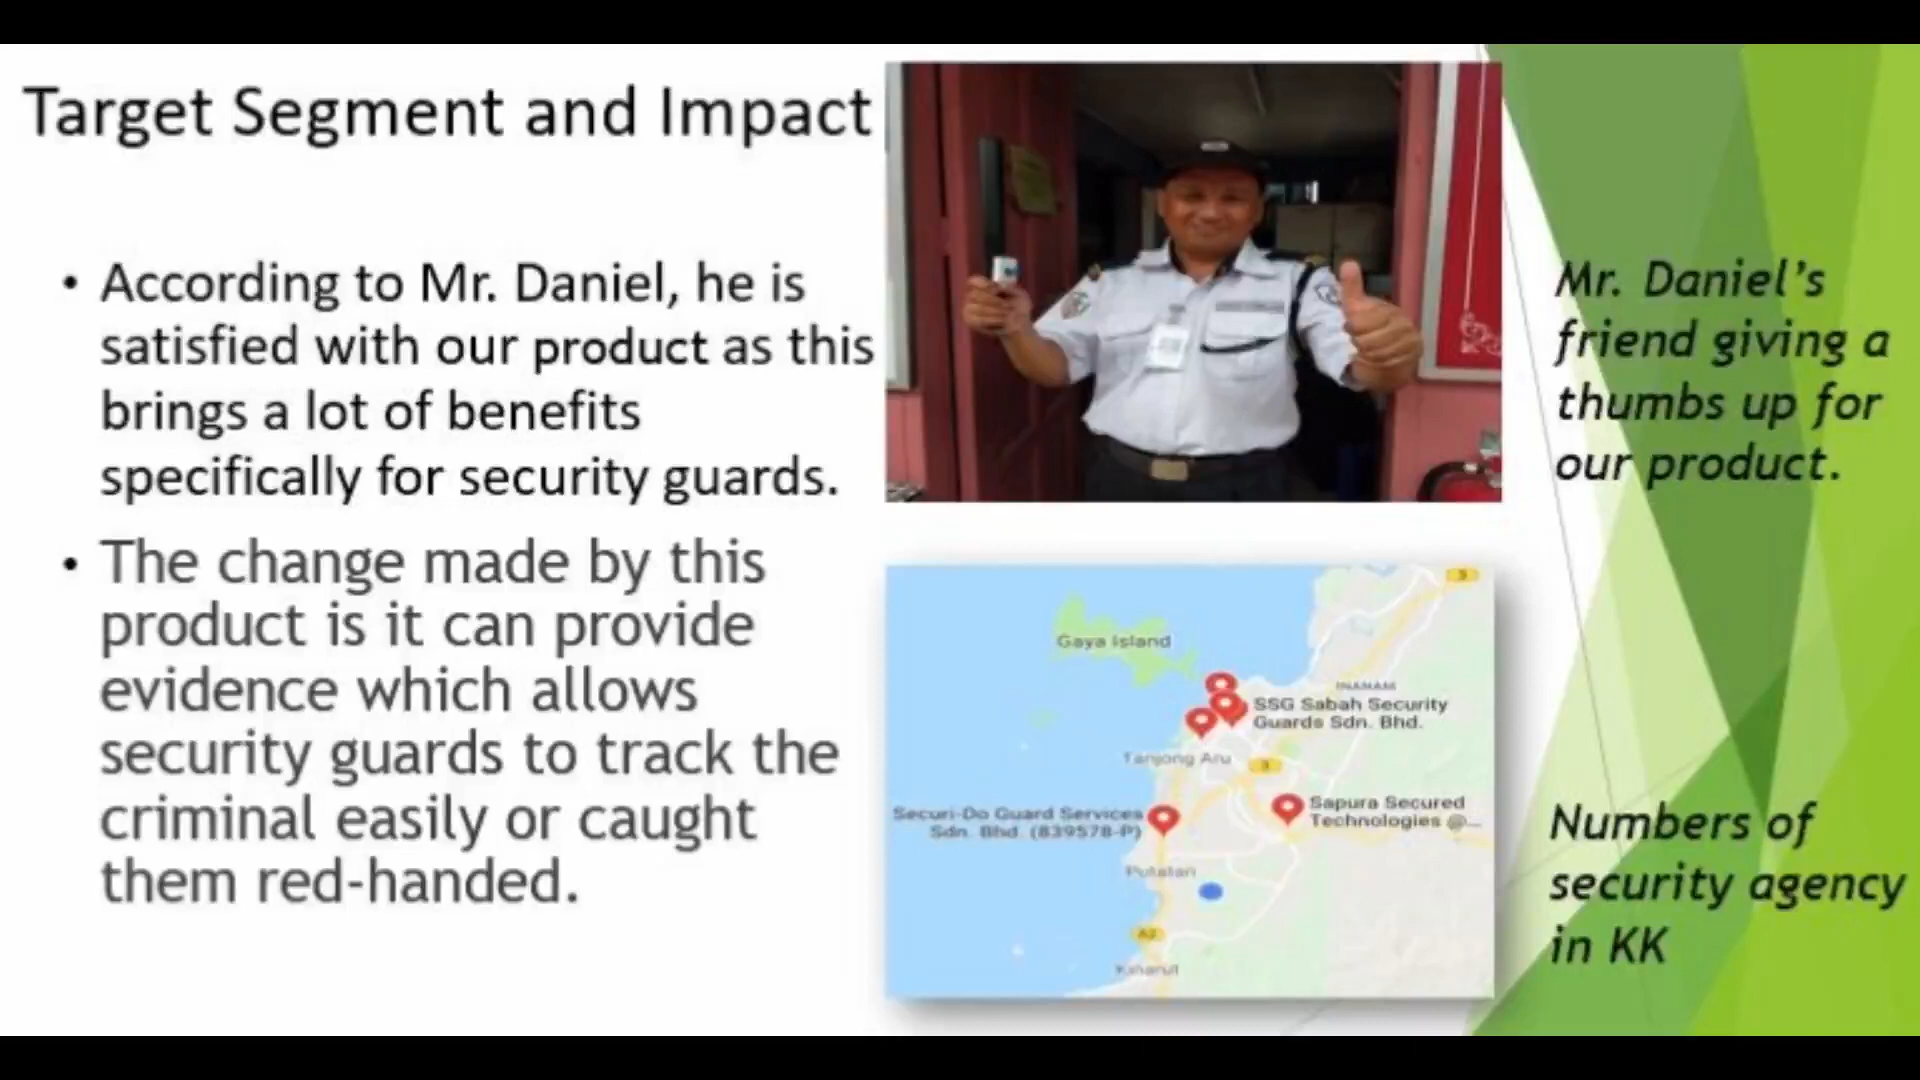 Target Segment and Impact
• According to Mr. Daniel, he is
satisfied with our product as this
brings a lot of benefits
specifically for security guards.
• The change made by this
product is it can provide
evidence which allows
security guards to track the
criminal easily or caught
them red-handed.
Mr. Daniel’s
friend giving a
thumbs up for
our product.
3
Gaya Island
INANAM
SSG Sabah Security
Guards Sdn. Bhd.
Tanjong Aru
3
Securi-Do Guard Services
Sdn. Bhd. (839578-P)
Sapura Secured
Technologies @...
Putatan
A2
Kinarut
Numbers of
security agency
in KK